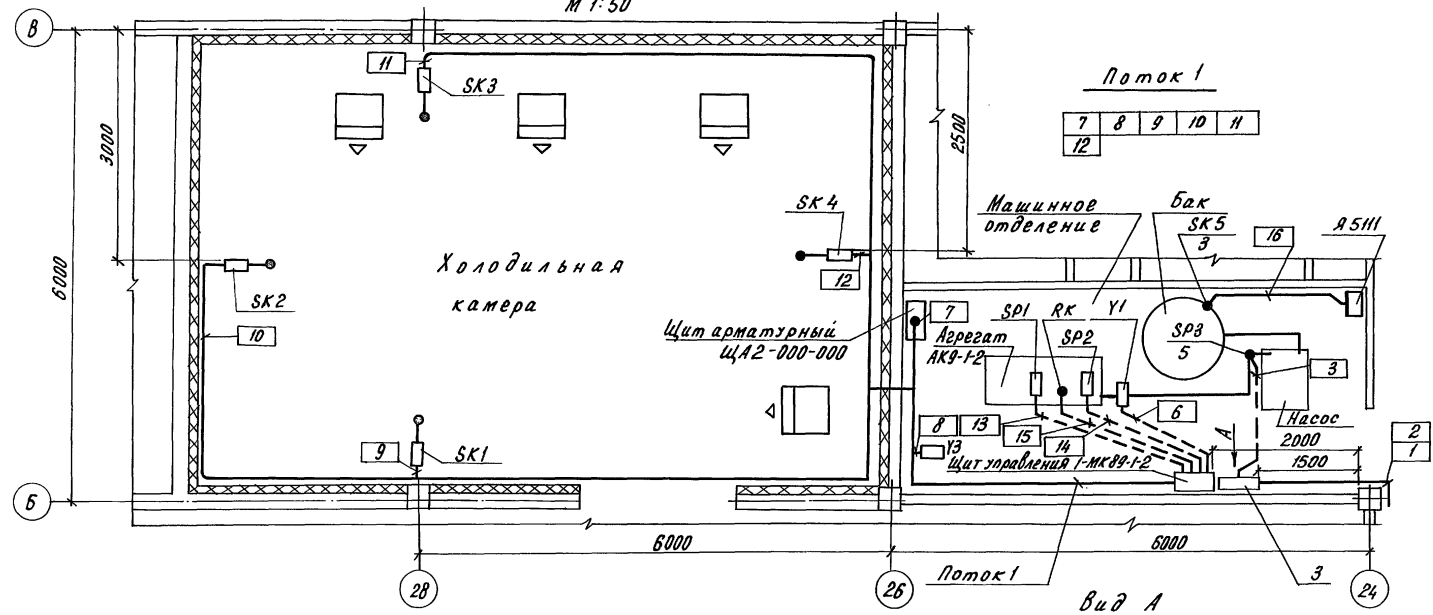 М 1:50
В
11
SK3
Поток 1
7 8 9 10 11
12
3000
2500
6000
SK4
12
Машинное
отделение
Бак
SK5
3
16
Я5111
Холодильная
камера
SK2
10
Щит арматурный
ЩА2-000-000
7
Агрегат
АК9-1-2
SP1
RK
Y1
SP2
SP3
5
3
Насос
6
13
15
14
8
Y3
А
2000
1500
2
1
Щит управления 1-МК89-1-2
9
SK1
Б
6000
6000
28
26
24
Поток 1
3
Вид А